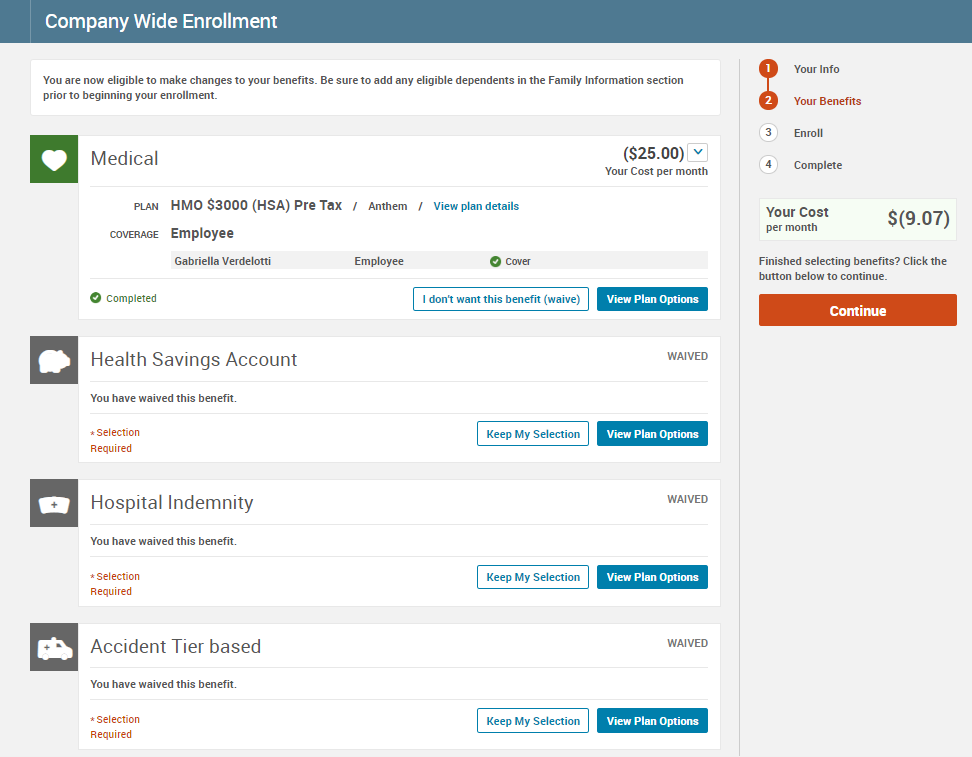 Company Wide Enrollment
You are now eligible to make changes to your benefits. Be sure to add any eligible dependents in the Family Information section
prior to beginning your enrollment.
Medical
($25.00)
Your Cost per month
PLAN HMO $3000 (HSA) Pre Tax / Anthem / View plan details
COVERAGE Employee
Gabriella Verdelotti Employee Cover
Completed
I don't want this benefit (waive) View Plan Options
Health Savings Account
WAIVED
You have waived this benefit.
* Selection
Required
Keep My Selection View Plan Options
Hospital Indemnity
WAIVED
You have waived this benefit.
* Selection
Required
Keep My Selection View Plan Options
Accident Tier based
WAIVED
You have waived this benefit.
* Selection
Required
Keep My Selection View Plan Options
1 Your Info
2 Your Benefits
3 Enroll
4 Complete
Your Cost
per month
$(9.07)
Finished selecting benefits? Click the
button below to continue.
Continue